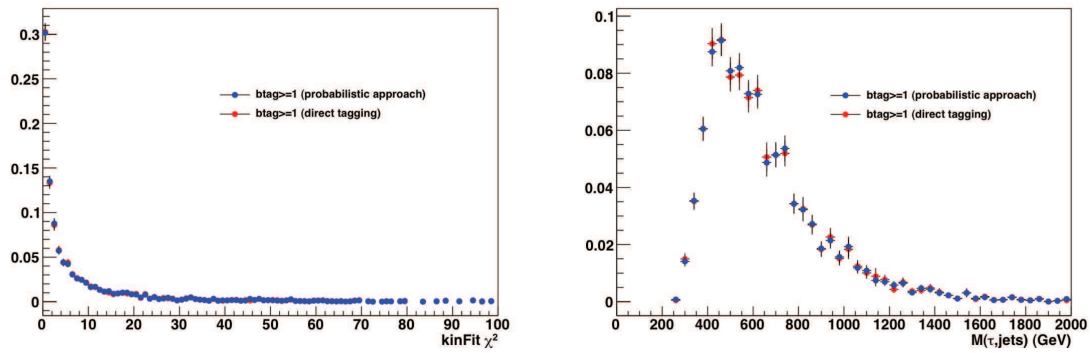 0.3
0.25
0.2
0.15
0.1
0.05
0
btag>=1 (probabilistic approach)
btag>=1 (direct tagging)
0 10 20 30 40 50 60 70 80 90 100
kinFit χ²
0.1
0.08
0.06
0.04
0.02
0
btag>=1 (probabilistic approach)
btag>=1 (direct tagging)
0 200 400 600 800 1000 1200 1400 1600 1800 2000
M(τ,jets) (GeV)